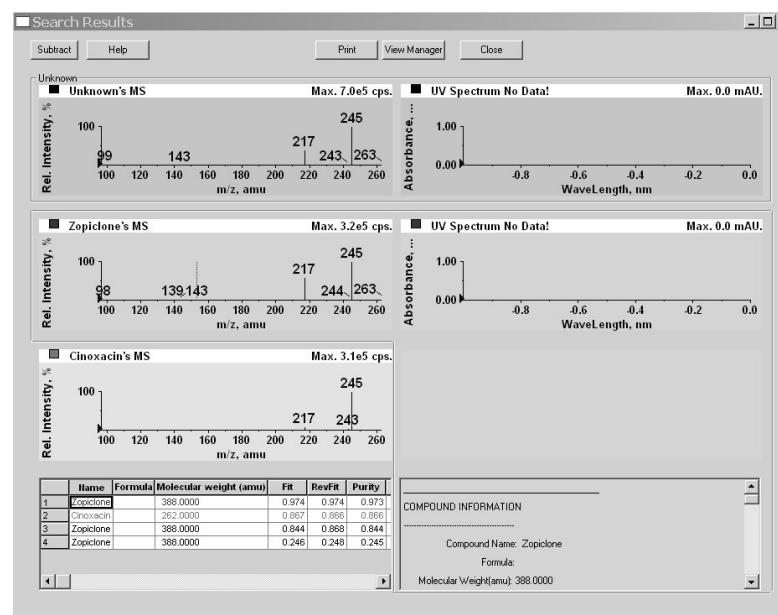 Search Results
Subtract Help Print View Manager Close
Unknown
Unknown's MS Max. 7.0e5 cps.
Rel. Intensity, %
100
99 143 217 243 245 263
100 120 140 160 180 200 220 240 260
m/z, amu
UV Spectrum No Data! Max. 0.0 mAU.
Absorbance, ...
1.00
0.00
-0.8 -0.6 -0.4 -0.2 0.0
WaveLength, nm
Zopiclone's MS Max. 3.2e5 cps.
Rel. Intensity, %
100
98 139 143 217 244 245 263
100 120 140 160 180 200 220 240 260
m/z, amu
UV Spectrum No Data! Max. 0.0 mAU.
Absorbance, ...
1.00
0.00
-0.8 -0.6 -0.4 -0.2 0.0
WaveLength, nm
Cinoxacin's MS Max. 3.1e5 cps.
Rel. Intensity, %
100
217 243 245
100 120 140 160 180 200 220 240 260
m/z, amu
Name Formula Molecular weight (amu) Fit RevFit Purity
1 Zopiclone 388.0000 0.974 0.974 0.973
2 Cinoxacin 262.0000 0.867 0.866 0.866
3 Zopiclone 388.0000 0.844 0.868 0.844
4 Zopiclone 388.0000 0.246 0.248 0.245
COMPOUND INFORMATION
Compound Name: Zopiclone
Formula:
Molecular Weight(amu): 388.0000